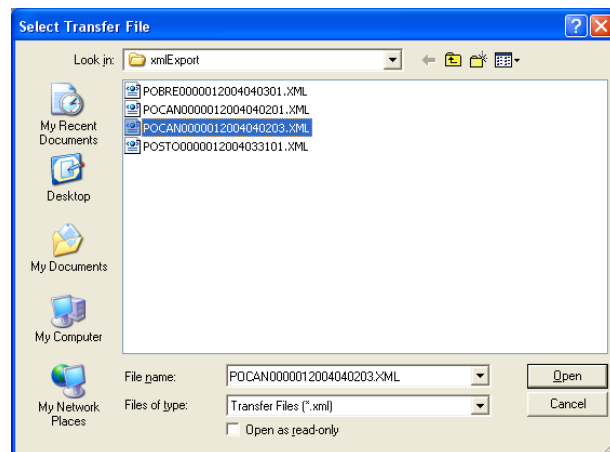 Select Transfer File
Look in: xmlExport
POBRE0000012004040301.XML
POCAN0000012004040201.XML
POCAN0000012004040203.XML
POSTO0000012004033101.XML
My Recent
Documents
Desktop
My Documents
My Computer
My Network
Places
File name: POCAN0000012004040203.XML Open
Files of type: Transfer Files (*.xml) Cancel
Open as read-only